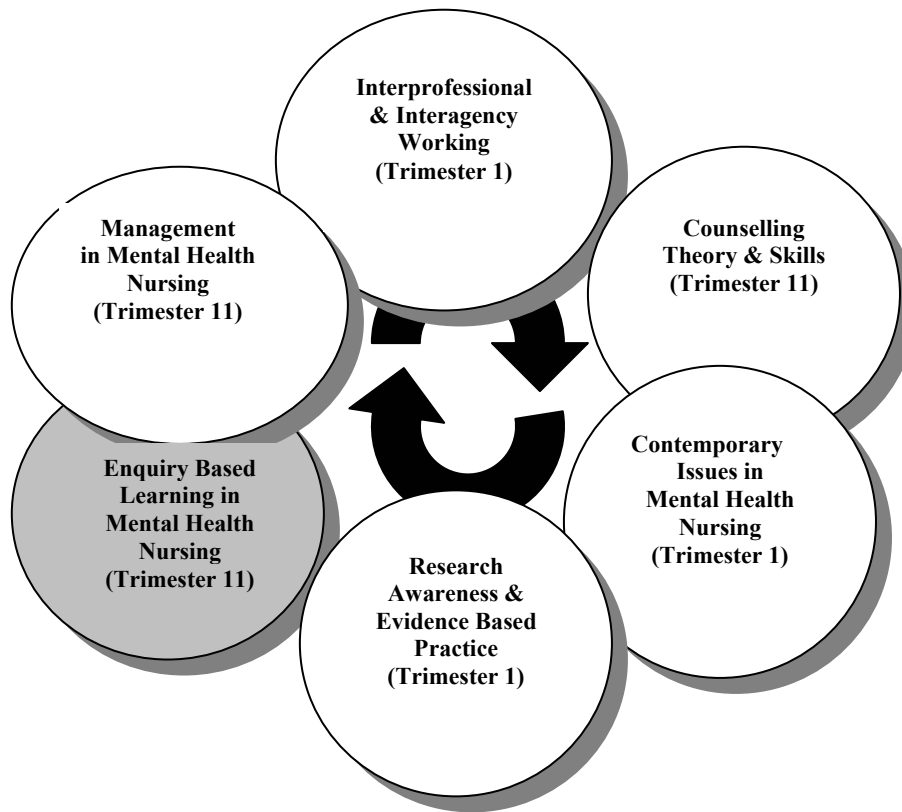 Interprofessional
& Interagency
Working
(Trimester 1)
Management
in Mental Health
Nursing
(Trimester 11)
Counselling
Theory & Skills
(Trimester 11)
Contemporary
Issues in
Mental Health
Nursing
(Trimester 1)
Enquiry Based
Learning in
Mental Health
Nursing
(Trimester 11)
Research
Awareness &
Evidence Based
Practice
(Trimester 1)